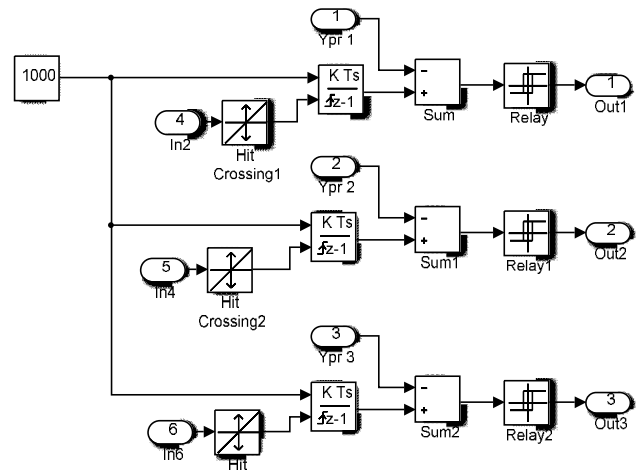 1
Ypr 1
1000
K Ts
z-1
4
In2
Hit
Crossing1
Sum
Relay
1
Out1
2
Ypr 2
K Ts
z-1
5
In4
Hit
Crossing2
Sum1
Relay1
2
Out2
3
Ypr 3
K Ts
z-1
6
In6
Hit
Sum2
Relay2
3
Out3